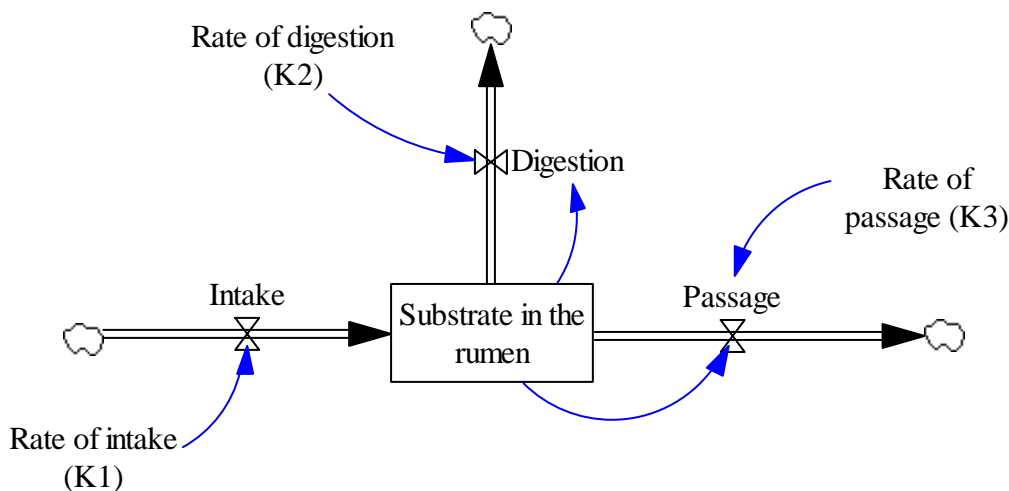 Rate of digestion
(K2)
Digestion
Rate of
passage (K3)
Intake
Substrate in the
rumen
Passage
Rate of intake
(K1)